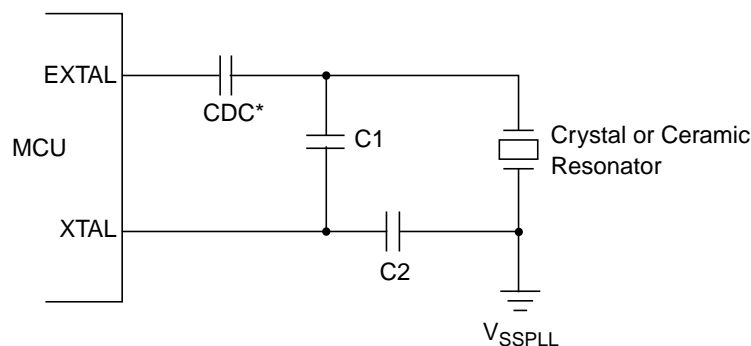 EXTAL
CDC*
MCU
C1
Crystal or Ceramic
Resonator
XTAL
C2
VSSPLL